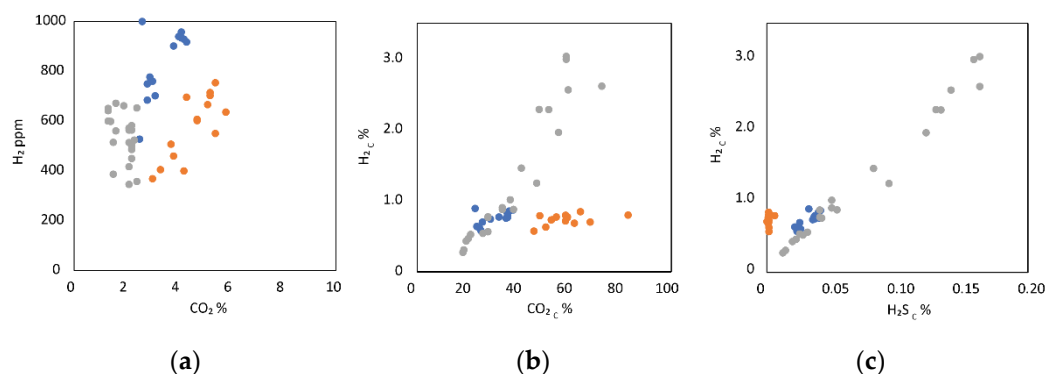 1000
800
600
400
200
0
H₂ ppm
0 2 4 6 8 10
CO₂ %
(a)
3.0
2.0
1.0
0
H₂ C %
0 20 40 60 80 100
CO₂ C %
(b)
3.0
2.0
1.0
0
H₂ C %
0 0.05 0.10 0.15 0.20
H₂S C %
(c)